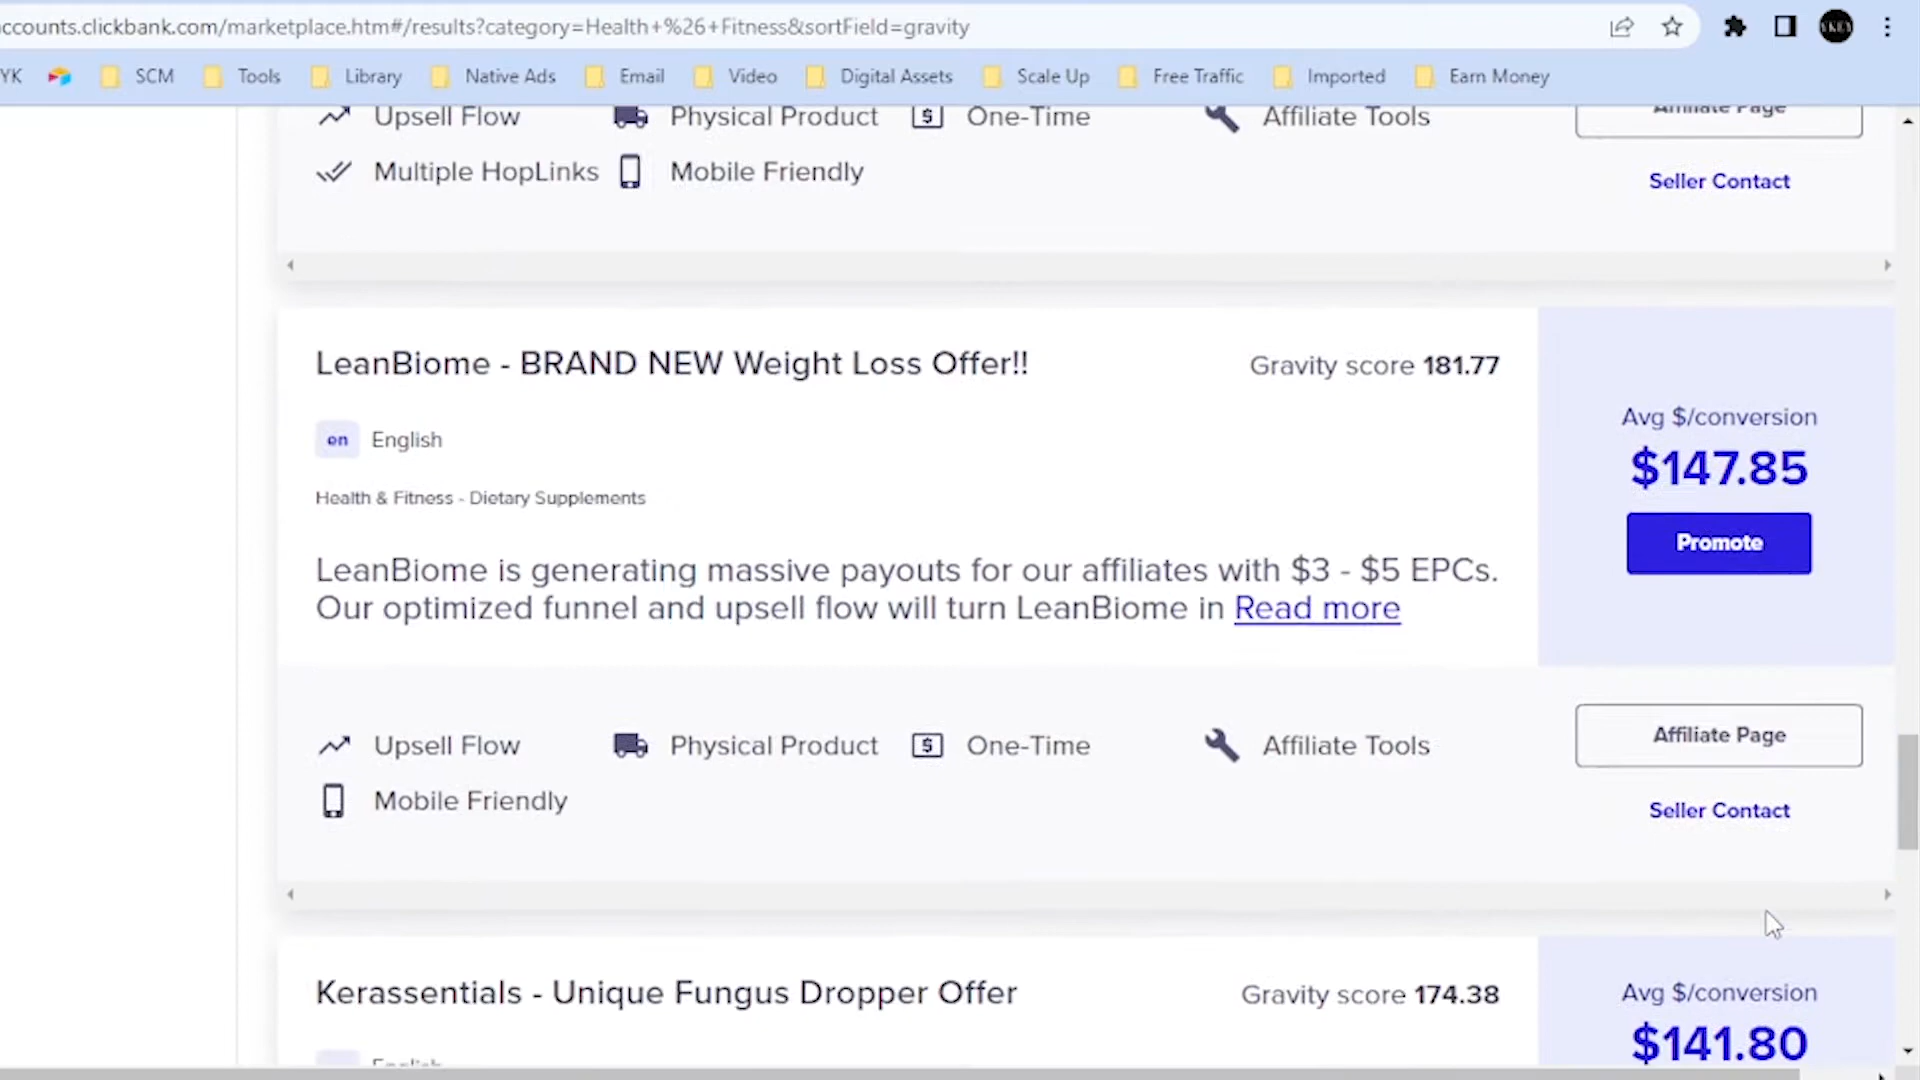 ccounts.clickbank.com/marketplace.htm#/results?category=Health+%26+Fitness&sortField=gravity
YKEY
YK SCM Tools Library Native Ads Email Video Digital Assets Scale Up Free Traffic Imported Earn Money
Upsell Flow Physical Product $ One-Time Affiliate Tools Affiliate Page
Multiple HopLinks Mobile Friendly
Seller Contact
LeanBiome - BRAND NEW Weight Loss Offer!! Gravity score 181.77
en English
Health & Fitness - Dietary Supplements
LeanBiome is generating massive payouts for our affiliates with $3 - $5 EPCs.
Our optimized funnel and upsell flow will turn LeanBiome in Read more
Avg $/conversion
$147.85
Promote
Upsell Flow Physical Product $ One-Time Affiliate Tools
Mobile Friendly
Affiliate Page
Seller Contact
Kerassentials - Unique Fungus Dropper Offer Gravity score 174.38
English
Avg $/conversion
$141.80